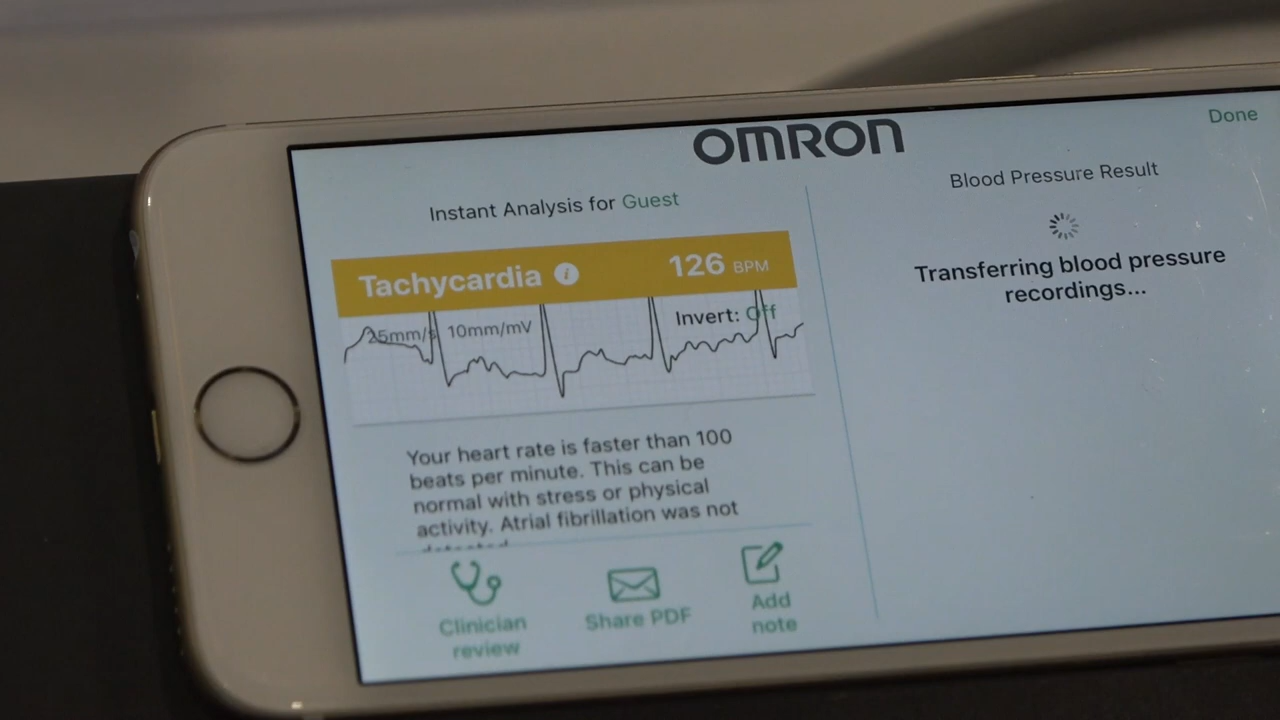 OMRON
Done
Instant Analysis for Guest
Tachycardia i 126 BPM
25mm/s 10mm/mV
Invert: Off
Your heart rate is faster than 100
beats per minute. This can be
normal with stress or physical
activity. Atrial fibrillation was not
Clinician
review
Share PDF
Add
note
Blood Pressure Result
Transferring blood pressure
recordings...